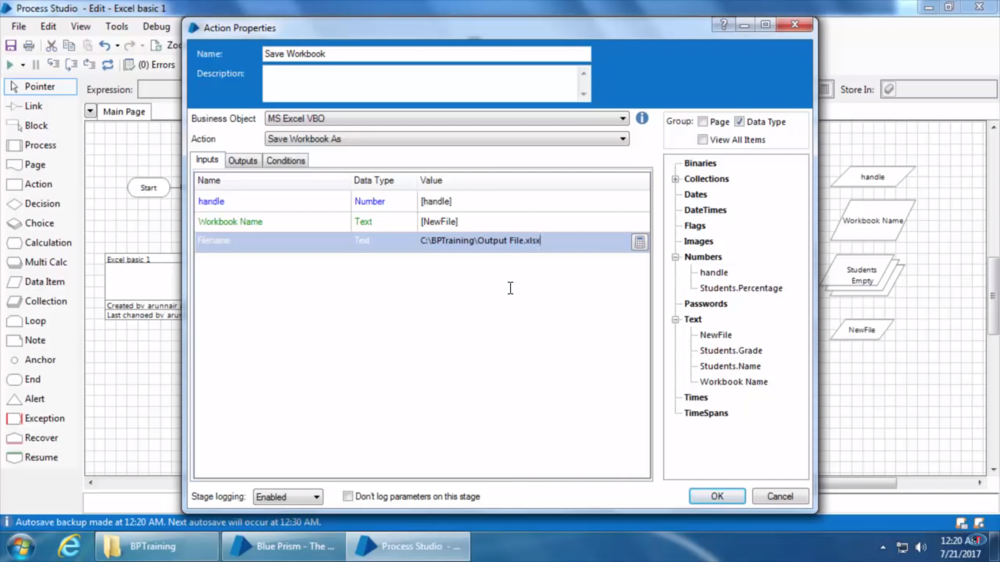 Process Studio - Edit - Excel basic 1
File Edit View Tools Debug
Action Properties
(0) Errors
Name: Save Workbook
Description:
Pointer
Link
Block
Process
Page
Action
Decision
Choice
Calculation
Multi Calc
Data Item
Collection
Loop
Note
Anchor
End
Alert
Exception
Recover
Resume
Expression:
Store In:
Main Page
Start
Excel basic 1
Created by arunnair
Business Object MS Excel VBO
Action Save Workbook As
Inputs Outputs Conditions
Name Data Type Value
handle Number [handle]
Workbook Name Text [NewFile]
Filename Text C:\BPTraining\Output File.xlsx
Group: Page Data Type
View All Items
Binaries
Collections
Dates
DateTimes
Flags
Images
Numbers
handle
Students.Percentage
Passwords
Text
NewFile
Students.Grade
Students.Name
Workbook Name
Times
TimeSpans
handle
Workbook Name
Students
Empty
NewFile
Stage logging: Enabled Don't log parameters on this stage OK Cancel
Autosave backup made at 12:20 AM. Next autosave will occur at 12:30 AM.
BPTraining Blue Prism - The ... Process Studio - ...
12:20
7/21/2017